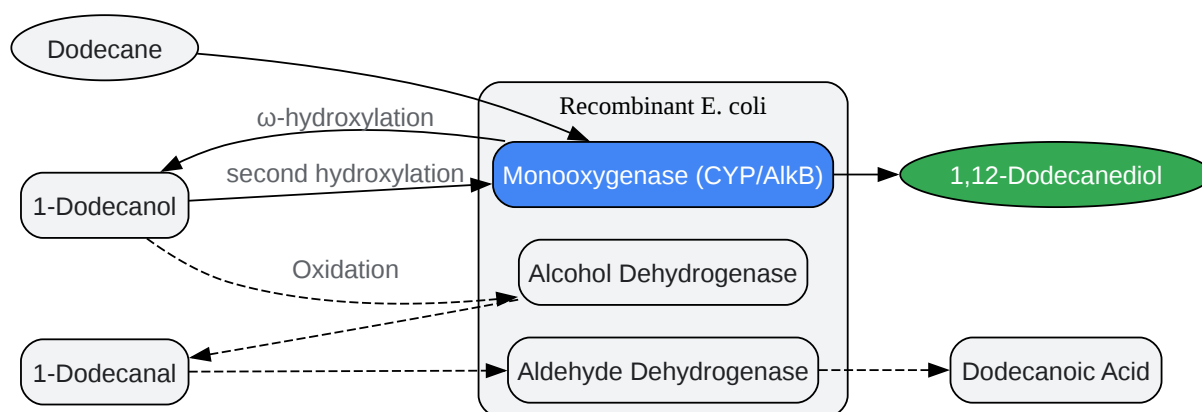 Dodecane
Recombinant E. coli
ω-hydroxylation
second hydroxylation
Monooxygenase (CYP/AlkB)
1,12-Dodecanediol
1-Dodecanol
Oxidation
Alcohol Dehydrogenase
1-Dodecanal
Aldehyde Dehydrogenase
Dodecanoic Acid